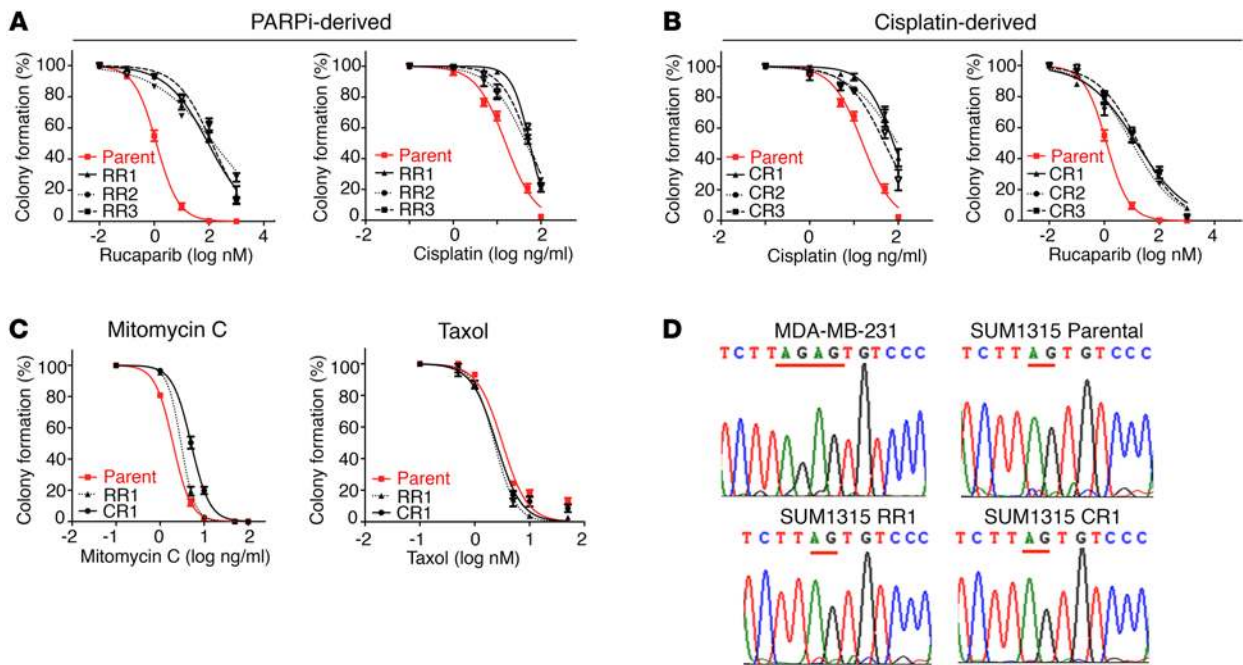 A
PARPi-derived
Colony formation (%)
100
80
60
40
20
0
Parent
RR1
RR2
RR3
-2
0
2
4
Rucaparib (log nM)
Colony formation (%)
100
80
60
40
20
0
Parent
RR1
RR2
RR3
-2
-1
0
1
2
Cisplatin (log ng/ml)
B
Cisplatin-derived
Colony formation (%)
100
80
60
40
20
0
Parent
CR1
CR2
CR3
-2
-1
0
1
2
Cisplatin (log ng/ml)
Colony formation (%)
100
80
60
40
20
0
Parent
CR1
CR2
CR3
-2
0
2
4
Rucaparib (log nM)
C
Mitomycin C
Colony formation (%)
100
80
60
40
20
0
Parent
RR1
CR1
-2
-1
0
1
2
Mitomycin C (log ng/ml)
Taxol
Colony formation (%)
100
80
60
40
20
0
Parent
RR1
CR1
-2
-1
0
1
2
Taxol (log nM)
D
MDA-MB-231
TCTTAGAGTGTCCC
SUM1315 Parental
TCTTAGTGTCCC
SUM1315 RR1
TCTTAGTGTCCC
SUM1315 CR1
TCTTAGTGTCCC